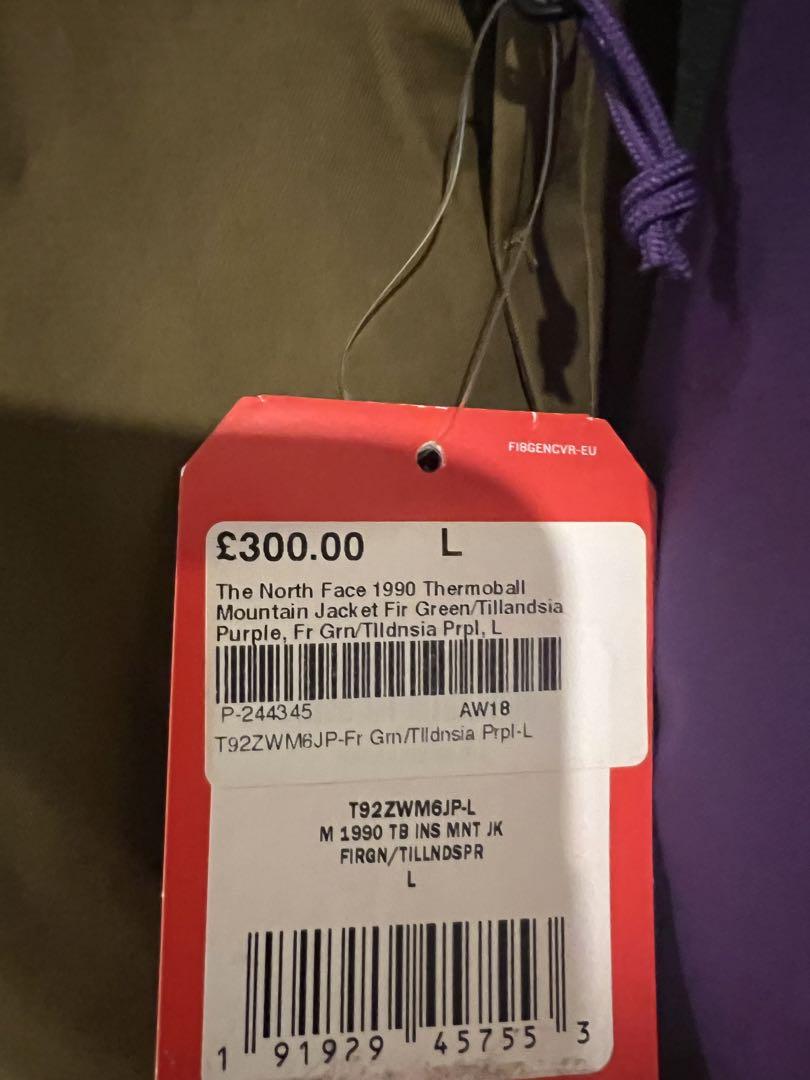 F18GENCVR-EU
£300.00 L
The North Face 1990 Thermoball
Mountain Jacket Fir Green/Tillandsia
Purple, Fr Grn/Tlldnsia Prpl, L
P-244345 AW18
T92ZWM6JP-Fr Grn/Tlldnsia Prpl-L
T92ZWM6JP-L
M 1990 TB INS MNT JK
FIRGN/TILLNDSPR
L
1 91929 45755 3